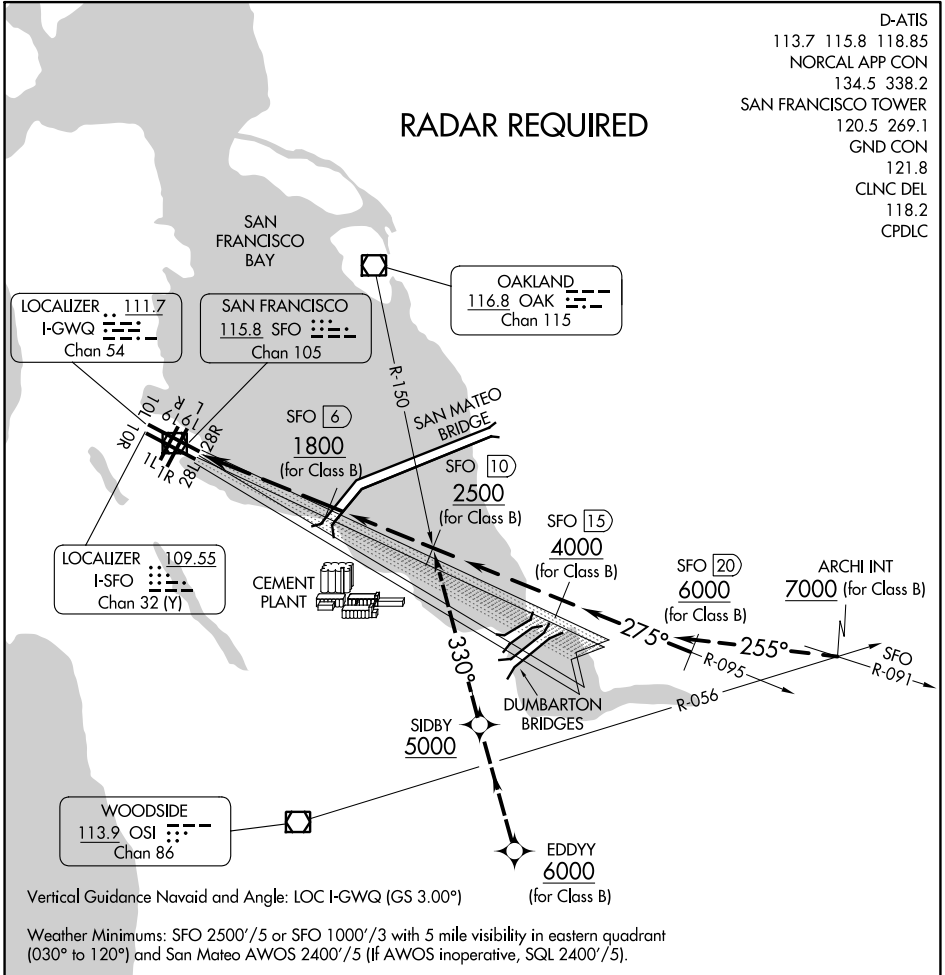 D-ATIS
113.7 115.8 118.85
NORCAL APP CON
134.5 338.2
SAN FRANCISCO TOWER
120.5 269.1
GND CON
121.8
CLNC DEL
118.2
CPDLC
RADAR REQUIRED
SAN
FRANCISCO
BAY
OAKLAND
116.8 OAK
Chan 115
LOCALIZER 111.7
I-GWQ
Chan 54
SAN FRANCISCO
115.8 SFO
Chan 105
R-150
SAN MATEO
BRIDGE
10L
10R
19L
19R
28R
28L
1L
1R
SFO 6
1800
(for Class B)
SFO 10
2500
(for Class B)
SFO 15
4000
(for Class B)
SFO 20
6000
(for Class B)
ARCHI INT
7000 (for Class B)
LOCALIZER 109.55
I-SFO
Chan 32 (Y)
CEMENT
PLANT
275°
R-095
255°
SFO
R-091
R-056
330°
DUMBARTON
BRIDGES
SIDBY
5000
WOODSIDE
113.9 OSI
Chan 86
EDDYY
6000
(for Class B)
Vertical Guidance Navaid and Angle: LOC I-GWQ (GS 3.00°)
Weather Minimums: SFO 2500'/5 or SFO 1000'/3 with 5 mile visibility in eastern quadrant
(030° to 120°) and San Mateo AWOS 2400'/5 (If AWOS inoperative, SQL 2400'/5).